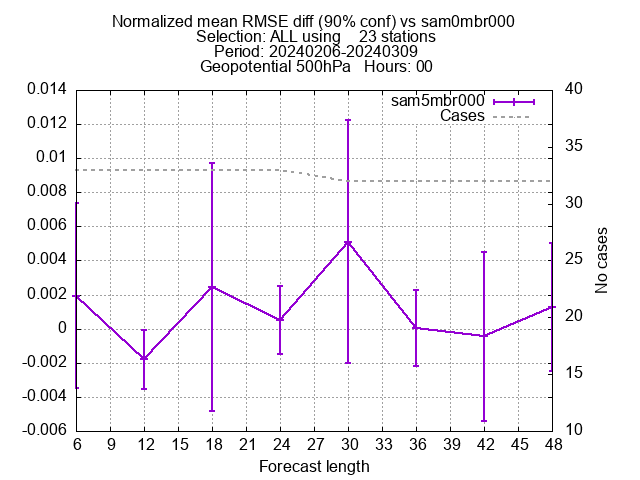 Normalized mean RMSE diff (90% conf) vs sam0mbr000
Selection: ALL using    23 stations
Period: 20240206-20240309
Geopotential 500hPa   Hours: 00
sam5mbr000
Cases
0.014
0.012
0.01
0.008
0.006
0.004
0.002
0
-0.002
-0.004
-0.006
40
35
30
25
20
15
10
No cases
6 9 12 15 18 21 24 27 30 33 36 39 42 45 48
Forecast length